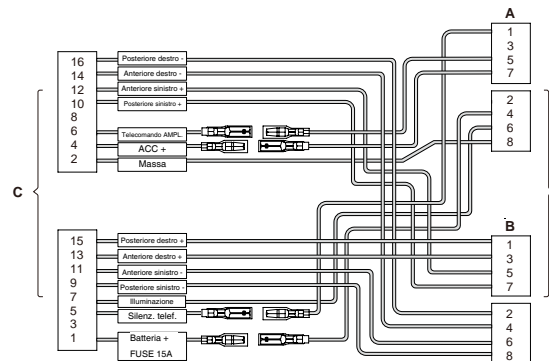 A
16 Posteriore destro - 1
14 Anteriore destro - 3
12 Anteriore sinistro + 5
10 Posteriore sinistro + 7
8
6 Telecomando AMPL. 2
4 ACC + 4
2 Massa 6
8
C
B
15 Posteriore destro + 1
13 Anteriore destro + 3
11 Anteriore sinistro - 5
9 Posteriore sinistro - 7
7 Illuminazione
5 Silenz. telef. 2
3 4
1 Batteria + 6
FUSE 15A 8